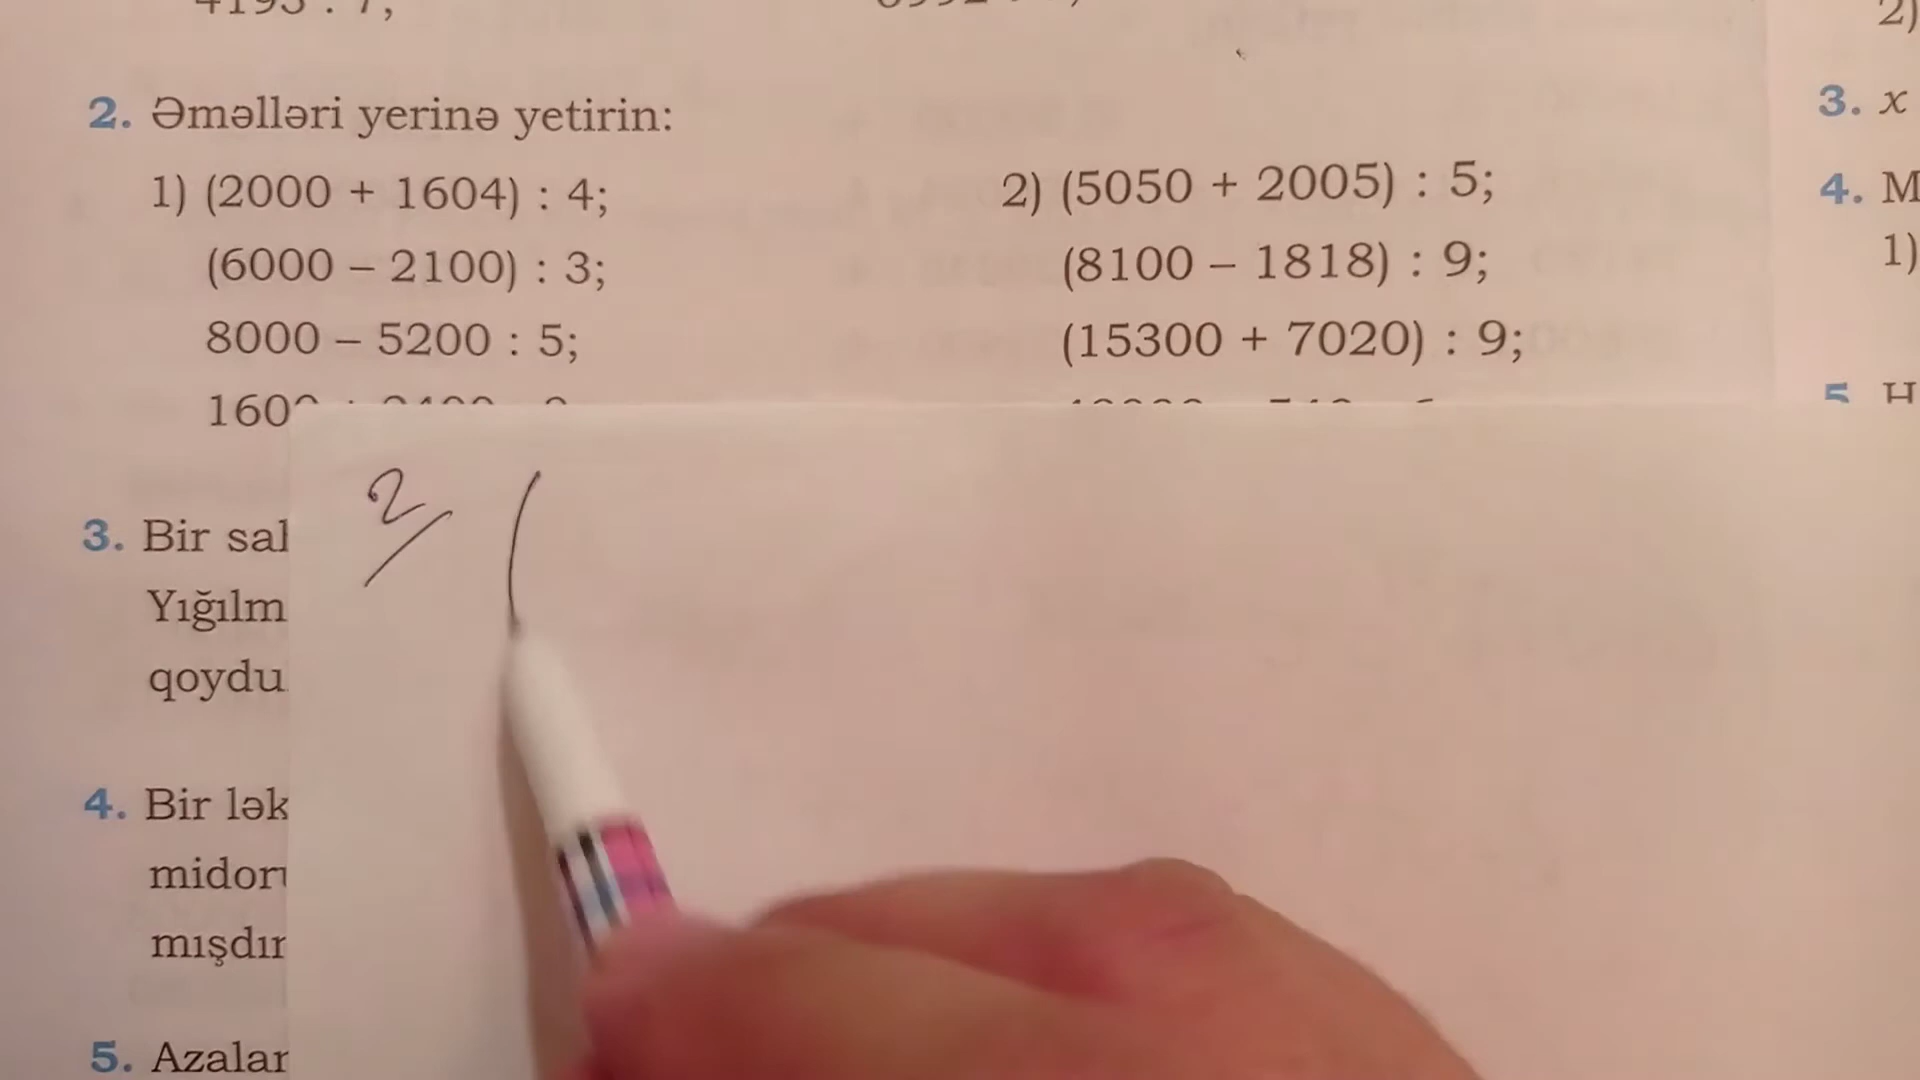 2. Əməlləri yerinə yetirin:
1) (2000 + 1604) : 4;
(6000 – 2100) : 3;
8000 – 5200 : 5;
2) (5050 + 2005) : 5;
(8100 – 1818) : 9;
(15300 + 7020) : 9;
2/ (
3. Bir
Yığılm
qoydu
4. Bir lək
mışdır
5. Azalar
2)
3. x
4. M
1)
5